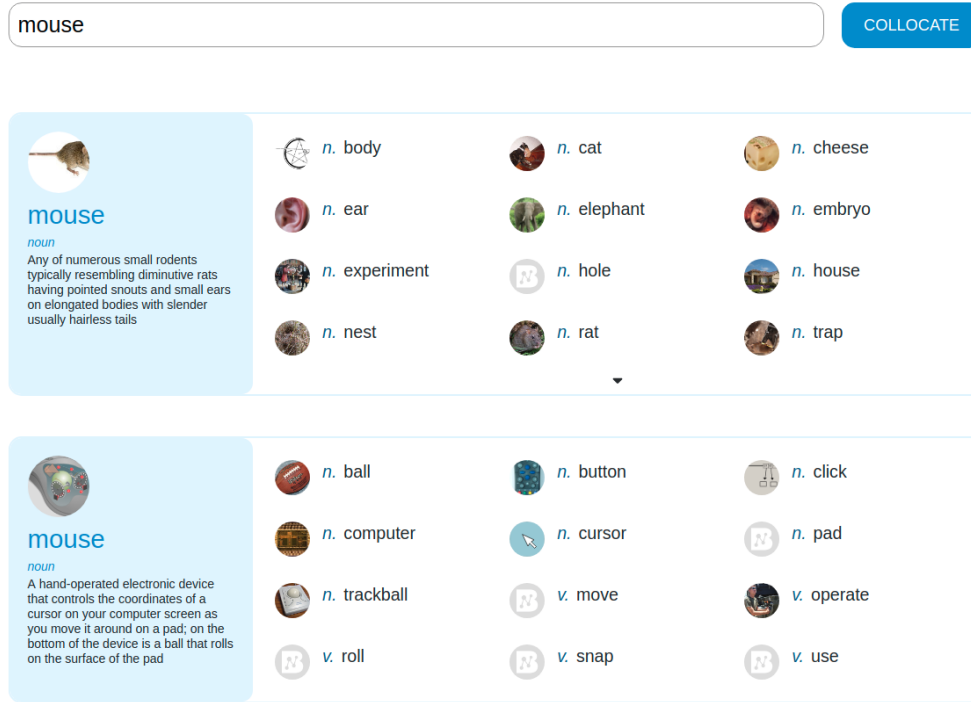 mouse
COLLOCATE
n. body
n. cat
n. cheese
n. ear
n. elephant
n. embryo
n. experiment
n. hole
n. house
n. nest
n. rat
n. trap
mouse
noun
Any of numerous small rodents
typically resembling diminutive rats
having pointed snouts and small ears
on elongated bodies with slender
usually hairless tails
n. ball
n. button
n. click
n. computer
n. cursor
n. pad
n. trackball
v. move
v. operate
v. roll
v. snap
v. use
mouse
noun
A hand-operated electronic device
that controls the coordinates of a
cursor on your computer screen as
you move it around on a pad; on the
bottom of the device is a ball that rolls
on the surface of the pad